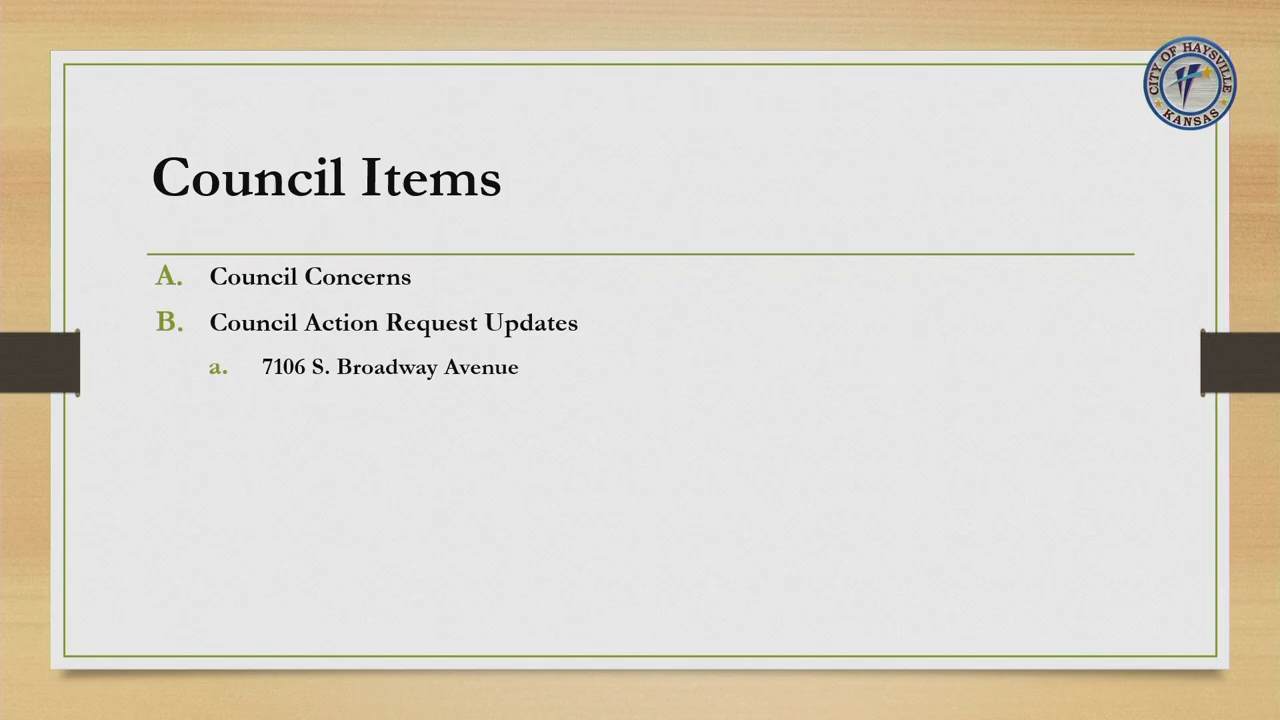 CITY OF HAYSVILLE
KANSAS
Council Items
A. Council Concerns
B. Council Action Request Updates
a. 7106 S. Broadway Avenue